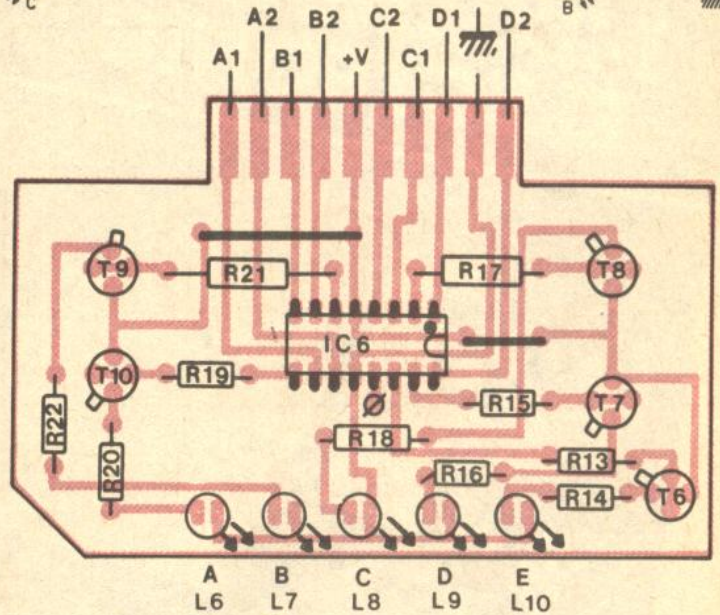 C B
A2 B2 C2 D1 D2
A1 B1 +V C1
T9 R21 R17 T8
IC6
T10 R19 R15 T7
R22 R18
R20 R16 R13
R14 T6
A B C D E
L6 L7 L8 L9 L10